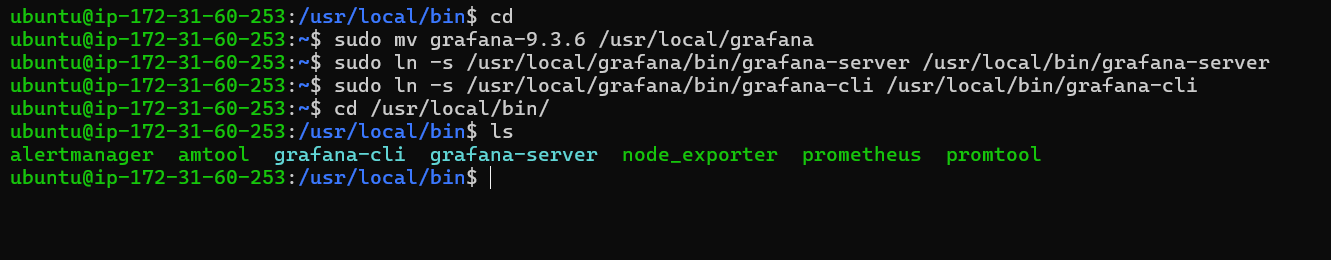 ubuntu@ip-172-31-60-253:/usr/local/bin$ cd
ubuntu@ip-172-31-60-253:~$ sudo mv grafana-9.3.6 /usr/local/grafana
ubuntu@ip-172-31-60-253:~$ sudo ln -s /usr/local/grafana/bin/grafana-server /usr/local/bin/grafana-server
ubuntu@ip-172-31-60-253:~$ sudo ln -s /usr/local/grafana/bin/grafana-cli /usr/local/bin/grafana-cli
ubuntu@ip-172-31-60-253:~$ cd /usr/local/bin/
ubuntu@ip-172-31-60-253:/usr/local/bin$ ls
alertmanager  amtool  grafana-cli  grafana-server  node_exporter  prometheus  promtool
ubuntu@ip-172-31-60-253:/usr/local/bin$